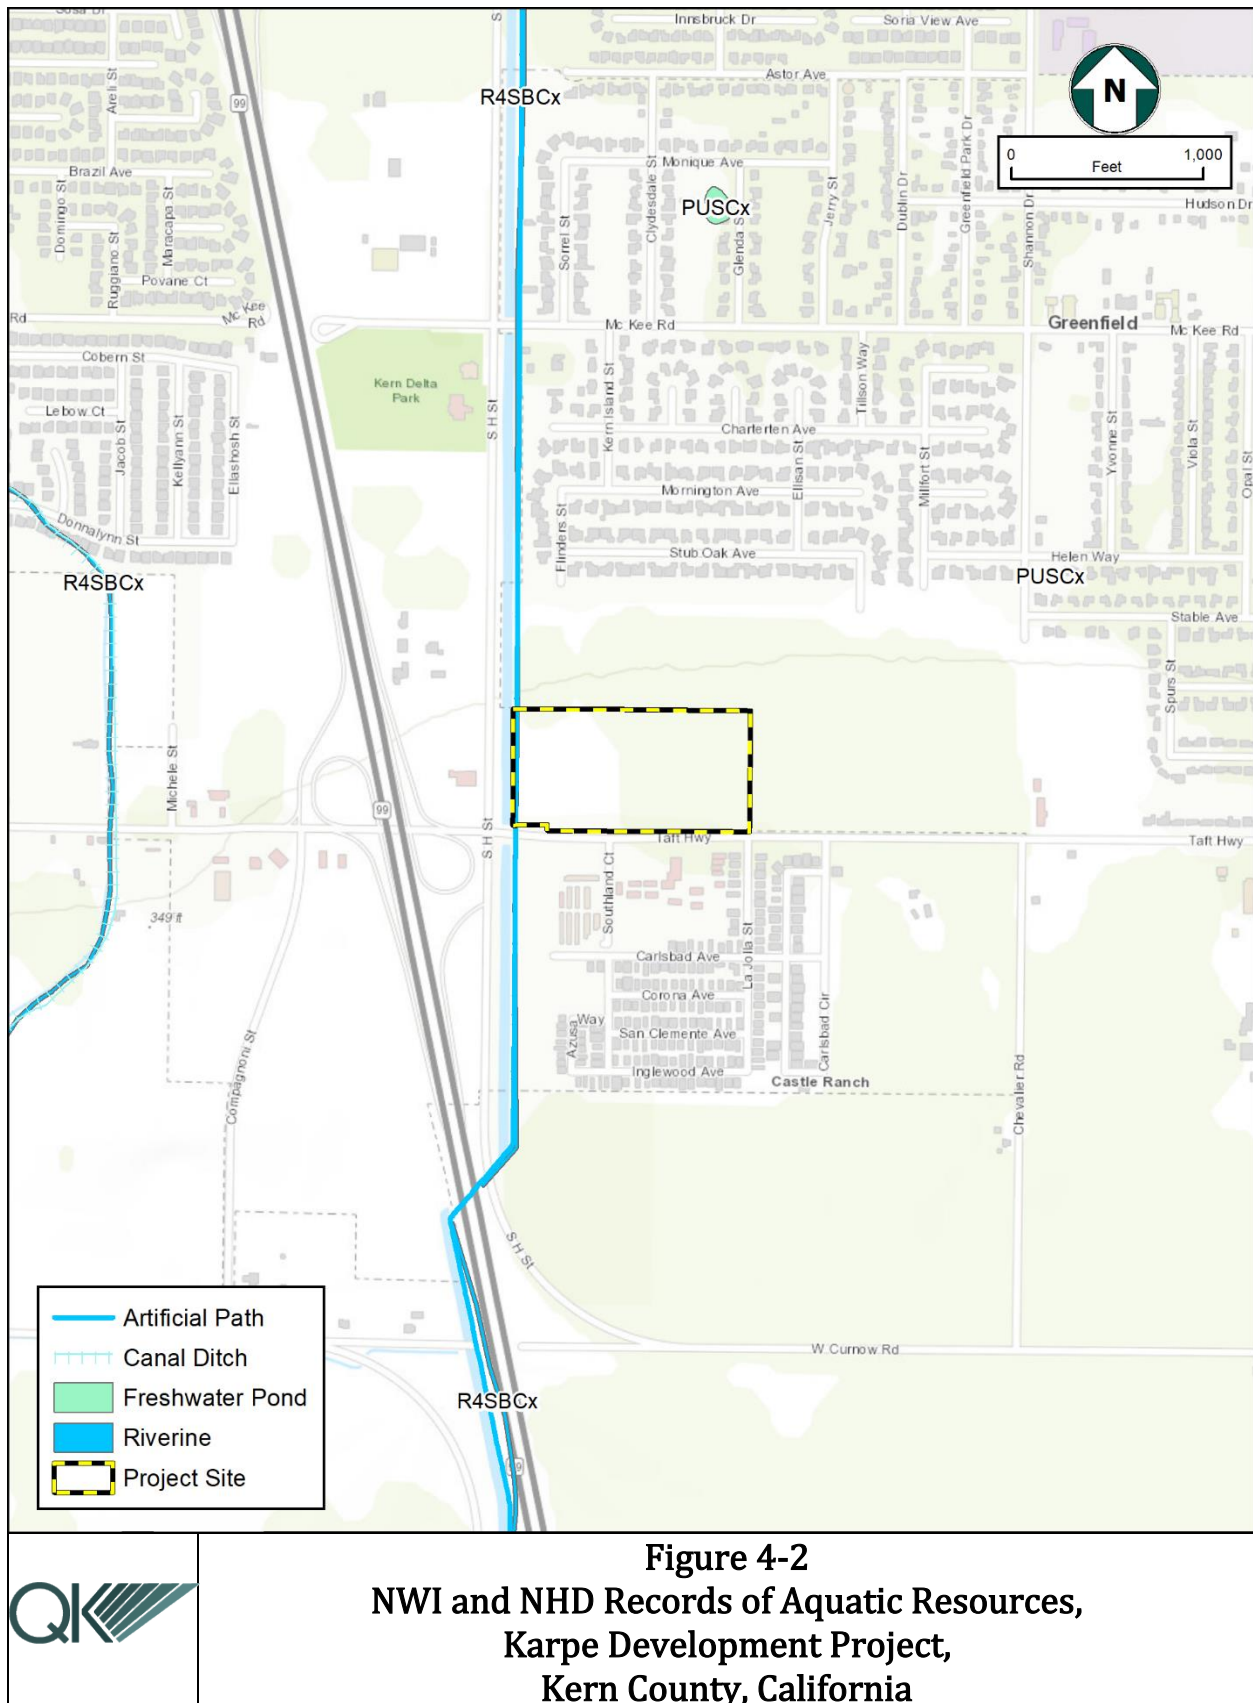 Sosa Dr
Areli St
Brazil Ave
Domingo St
Maracapa St
Ruggiano St
Povane Ct
Mc Kee
Rd
Rd
Cobern St
Lebow Ct
Jacob St
Kellyann St
Ellashosh St
Donnalynn St
R4SBCx
99
S
R4SBCx
Innsbruck Dr
Soria View Ave
Astor Ave
Monique Ave
Clydesdale St
PUSCx
Sorrel St
Glenda S
Jerry St
Dublin Dr
Greenfield Park Dr
Shannon Dr
Hudson Dr
N
0
1,000
Feet
Mc Kee Rd
Greenfield
Mc Kee Rd
Kern Delta
Park
S H St
Kern Island St
Tillson Way
Charterten Ave
Ellisan St
Millfort St
Yvonne St
Viola St
Opal St
Mornington Ave
Flinders St
Stub Oak Ave
Helen Way
PUSCx
Stable Ave
Spurs St
Michele St
99
S H St
Taft Hwy
Taft Hwy
349 ft
Southland Ct
La Jolla St
Carlsbad Ave
Corona Ave
Way
Azusa
San Clemente Ave
Carlsbad Cir
Inglewood Ave
Castle Ranch
Compagnoni St
Chevalier Rd
S H St
W Curnow Rd
R4SBCx
Artificial Path
Canal Ditch
Freshwater Pond
Riverine
Project Site
QK
Figure 4-2
NWI and NHD Records of Aquatic Resources,
Karpe Development Project,
Kern County, California